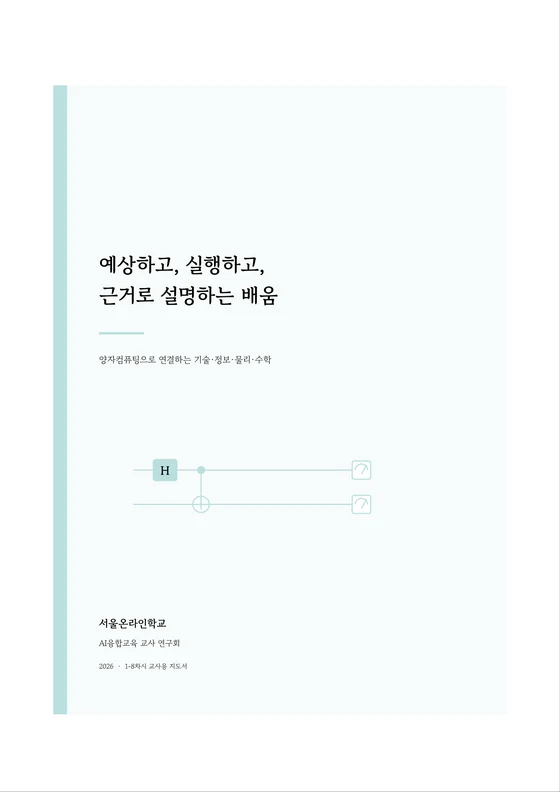 예상하고, 실행하고,
근거로 설명하는 배움
양자컴퓨팅으로 연결하는 기술·정보·물리·수학
H
서울온라인학교
AI융합교육 교사 연구회
2026 · 1-8차시 교사용 지도서